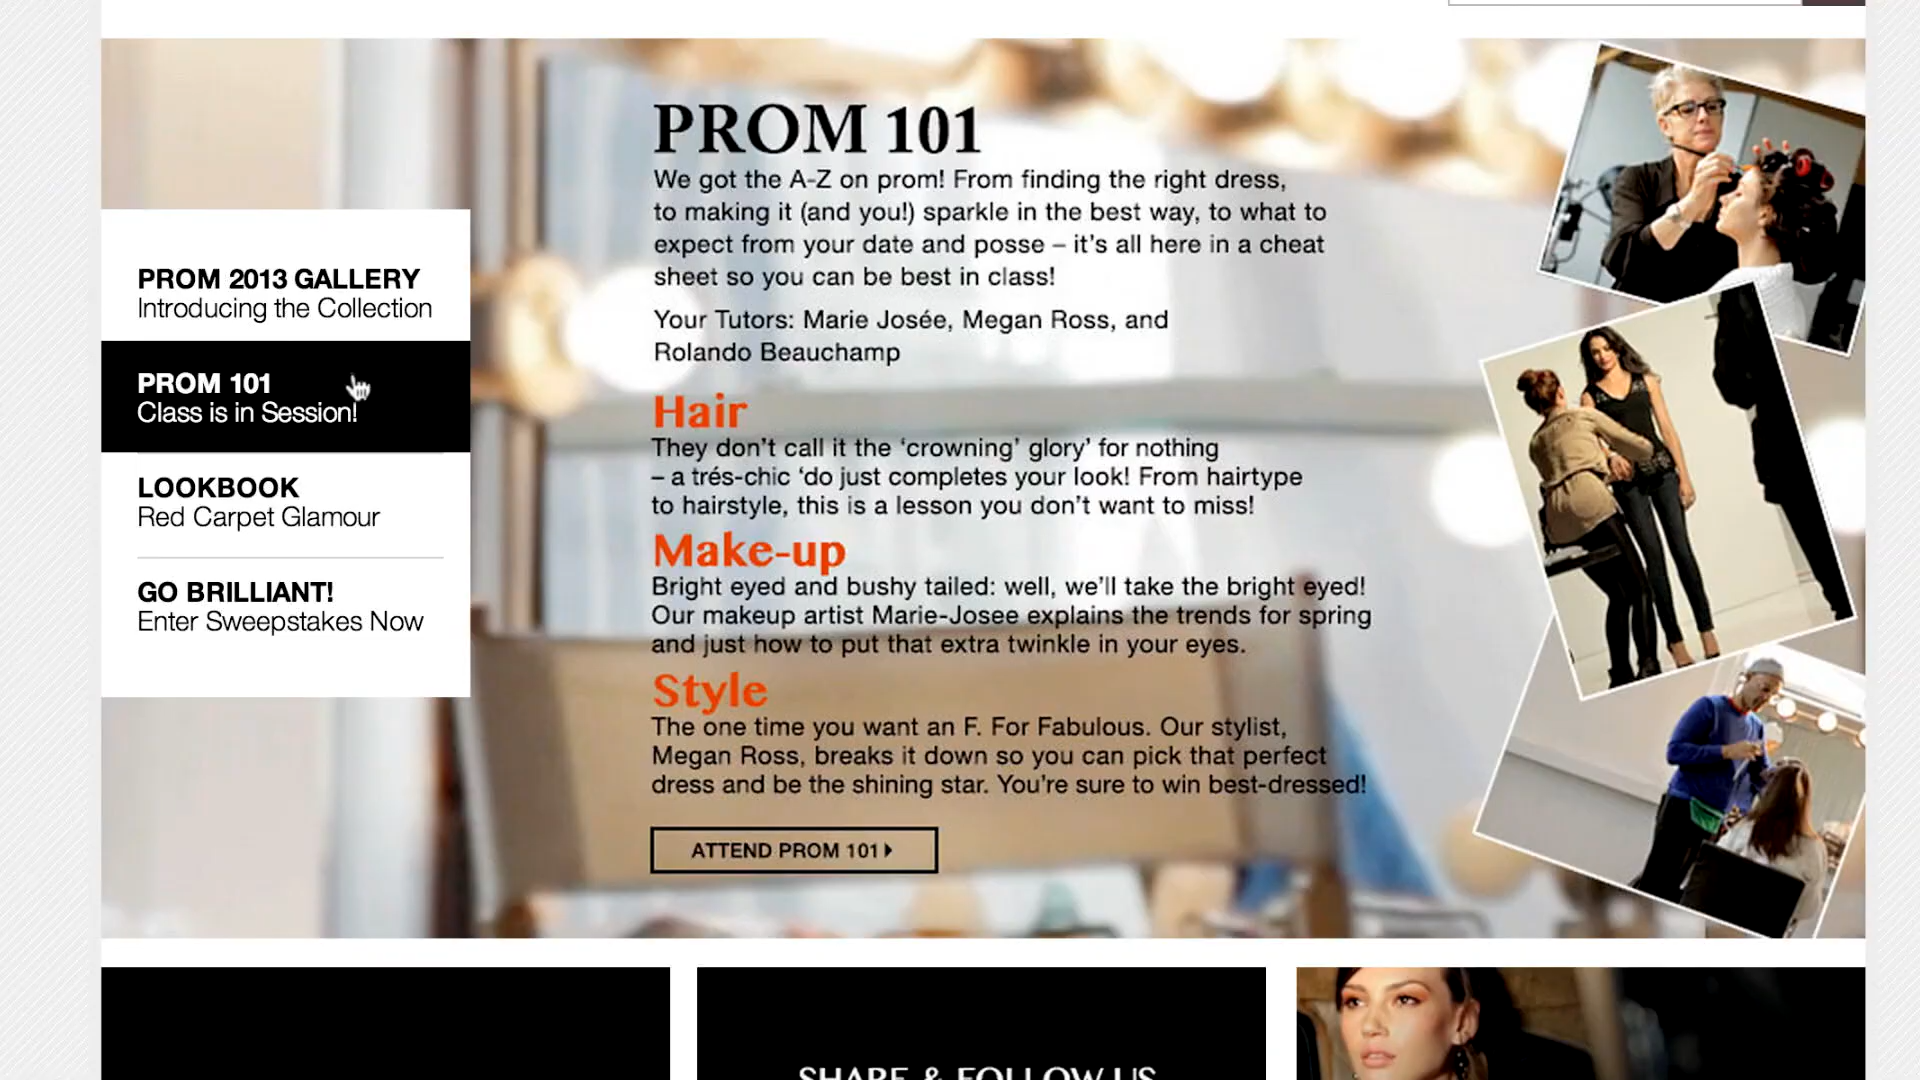 PROM 2013 GALLERY
Introducing the Collection
PROM 101
Class is in Session!
LOOKBOOK
Red Carpet Glamour
GO BRILLIANT!
Enter Sweepstakes Now
PROM 101
We got the A-Z on prom! From finding the right dress,
to making it (and you!) sparkle in the best way, to what to
expect from your date and posse – it's all here in a cheat
sheet so you can be best in class!
Your Tutors: Marie Josée, Megan Ross, and
Rolando Beauchamp
Hair
They don't call it the ‘crowning’ glory’ for nothing
– a trés-chic ‘do just completes your look! From hairtype
to hairstyle, this is a lesson you don't want to miss!
Make-up
Bright eyed and bushy tailed: well, we'll take the bright eyed!
Our makeup artist Marie-Josee explains the trends for spring
and just how to put that extra twinkle in your eyes.
Style
The one time you want an F. For Fabulous. Our stylist,
Megan Ross, breaks it down so you can pick that perfect
dress and be the shining star. You're sure to win best-dressed!
ATTEND PROM 101
SHARE & FOLLOW US